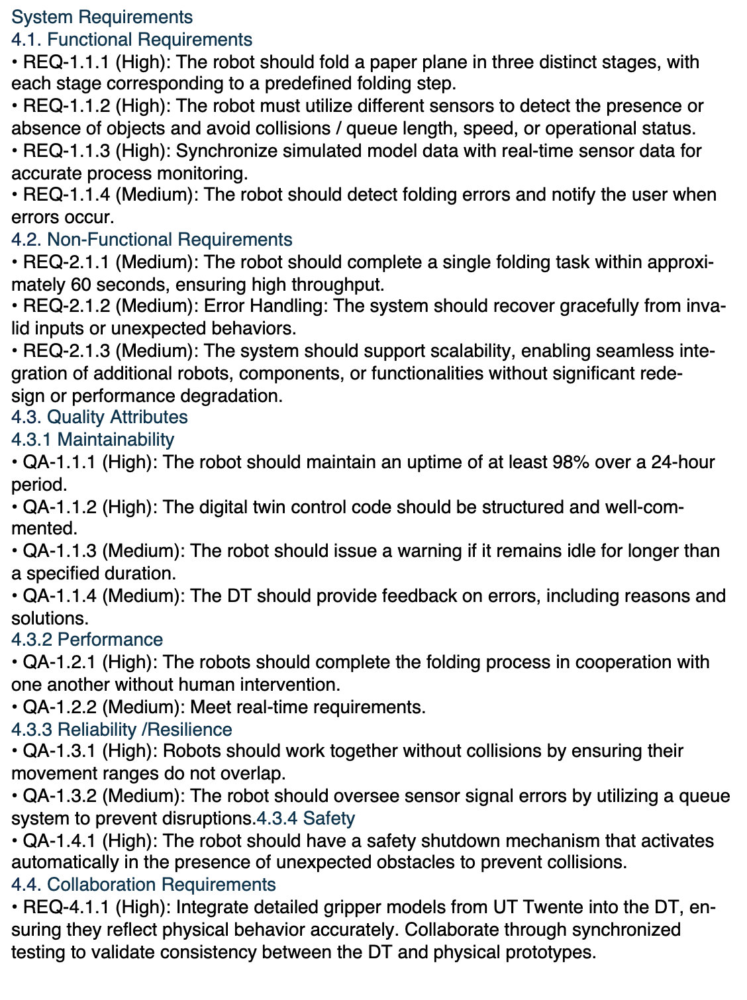 System Requirements
4.1. Functional Requirements
• REQ-1.1.1 (High): The robot should fold a paper plane in three distinct stages, with
each stage corresponding to a predefined folding step.
• REQ-1.1.2 (High): The robot must utilize different sensors to detect the presence or
absence of objects and avoid collisions / queue length, speed, or operational status.
• REQ-1.1.3 (High): Synchronize simulated model data with real-time sensor data for
accurate process monitoring.
• REQ-1.1.4 (Medium): The robot should detect folding errors and notify the user when
errors occur.
4.2. Non-Functional Requirements
• REQ-2.1.1 (Medium): The robot should complete a single folding task within approxi-
mately 60 seconds, ensuring high throughput.
• REQ-2.1.2 (Medium): Error Handling: The system should recover gracefully from inva-
lid inputs or unexpected behaviors.
• REQ-2.1.3 (Medium): The system should support scalability, enabling seamless inte-
gration of additional robots, components, or functionalities without significant rede-
sign or performance degradation.
4.3. Quality Attributes
4.3.1 Maintainability
• QA-1.1.1 (High): The robot should maintain an uptime of at least 98% over a 24-hour
period.
• QA-1.1.2 (High): The digital twin control code should be structured and well-com-
mented.
• QA-1.1.3 (Medium): The robot should issue a warning if it remains idle for longer than
a specified duration.
• QA-1.1.4 (Medium): The DT should provide feedback on errors, including reasons and
solutions.
4.3.2 Performance
• QA-1.2.1 (High): The robots should complete the folding process in cooperation with
one another without human intervention.
• QA-1.2.2 (Medium): Meet real-time requirements.
4.3.3 Reliability /Resilience
• QA-1.3.1 (High): Robots should work together without collisions by ensuring their
movement ranges do not overlap.
• QA-1.3.2 (Medium): The robot should oversee sensor signal errors by utilizing a queue
system to prevent disruptions.4.3.4 Safety
• QA-1.4.1 (High): The robot should have a safety shutdown mechanism that activates
automatically in the presence of unexpected obstacles to prevent collisions.
4.4. Collaboration Requirements
• REQ-4.1.1 (High): Integrate detailed gripper models from UT Twente into the DT, en-
suring they reflect physical behavior accurately. Collaborate through synchronized
testing to validate consistency between the DT and physical prototypes.